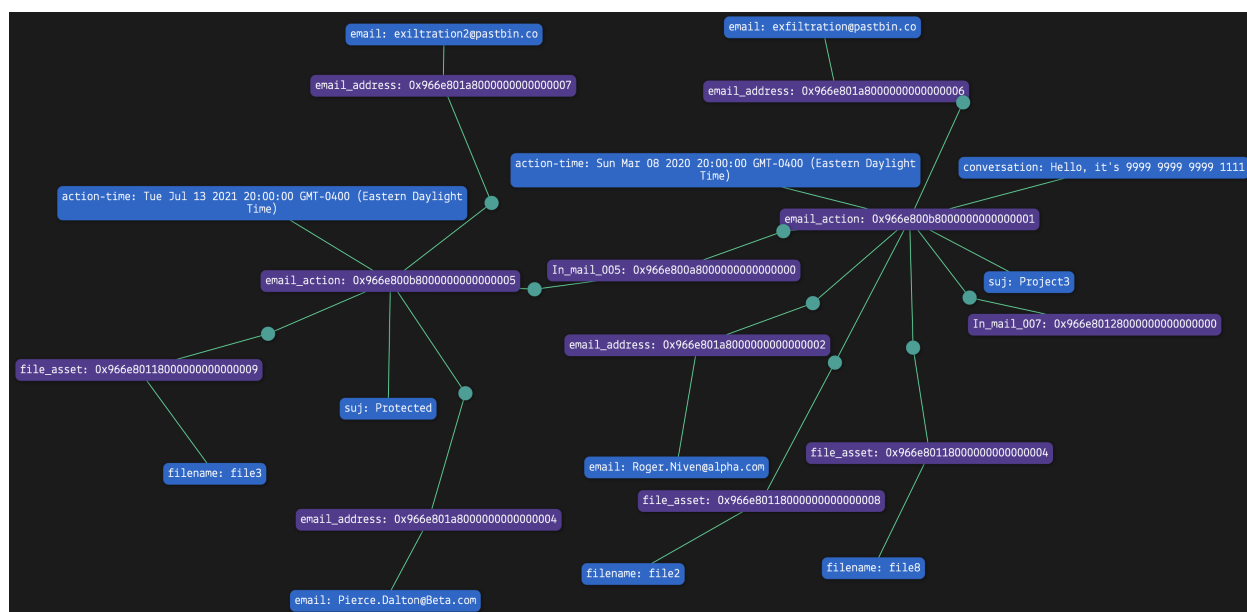 email: exiltration2@pastbin.co
email: exfiltration@pastbin.co
email_address: 0x966e801a8000000000000007
email_address: 0x966e801a8000000000000006
action-time: Sun Mar 08 2020 20:00:00 GMT-0400 (Eastern Daylight
Time)
conversation: Hello, it's 9999 9999 9999 1111
action-time: Tue Jul 13 2021 20:00:00 GMT-0400 (Eastern Daylight
Time)
email_action: 0x966e800b8000000000000001
In_mail_005: 0x966e800a8000000000000000
email_action: 0x966e800b8000000000000005
suj: Project3
In_mail_007: 0x966e80128000000000000000
email_address: 0x966e801a8000000000000002
file_asset: 0x966e80118000000000000009
suj: Protected
filename: file3
email: Roger.Niven@alpha.com
file_asset: 0x966e80118000000000000004
file_asset: 0x966e80118000000000000008
email_address: 0x966e801a8000000000000004
filename: file2
filename: file8
email: Pierce.Dalton@Beta.com